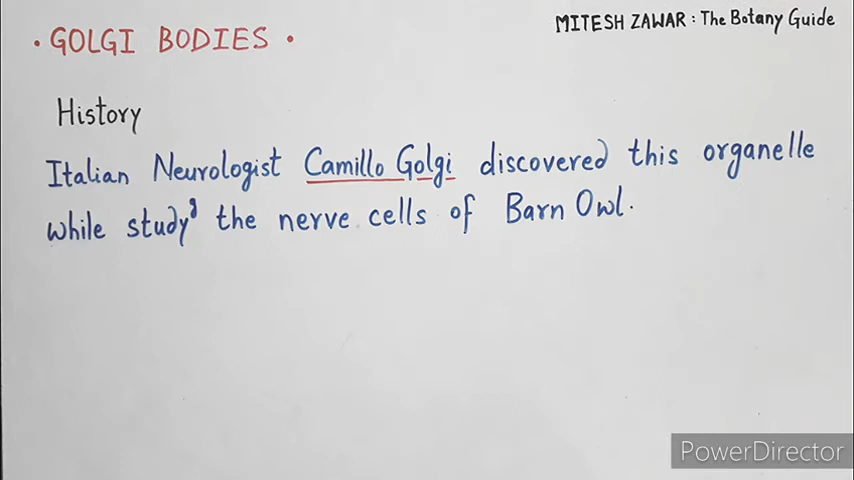 MITESH ZAWAR : The Botany Guide
• GOLGI BODIES •
History
Italian Neurologist Camillo Golgi discovered this organelle
while studyᵍ the nerve cells of Barn Owl.
PowerDirector